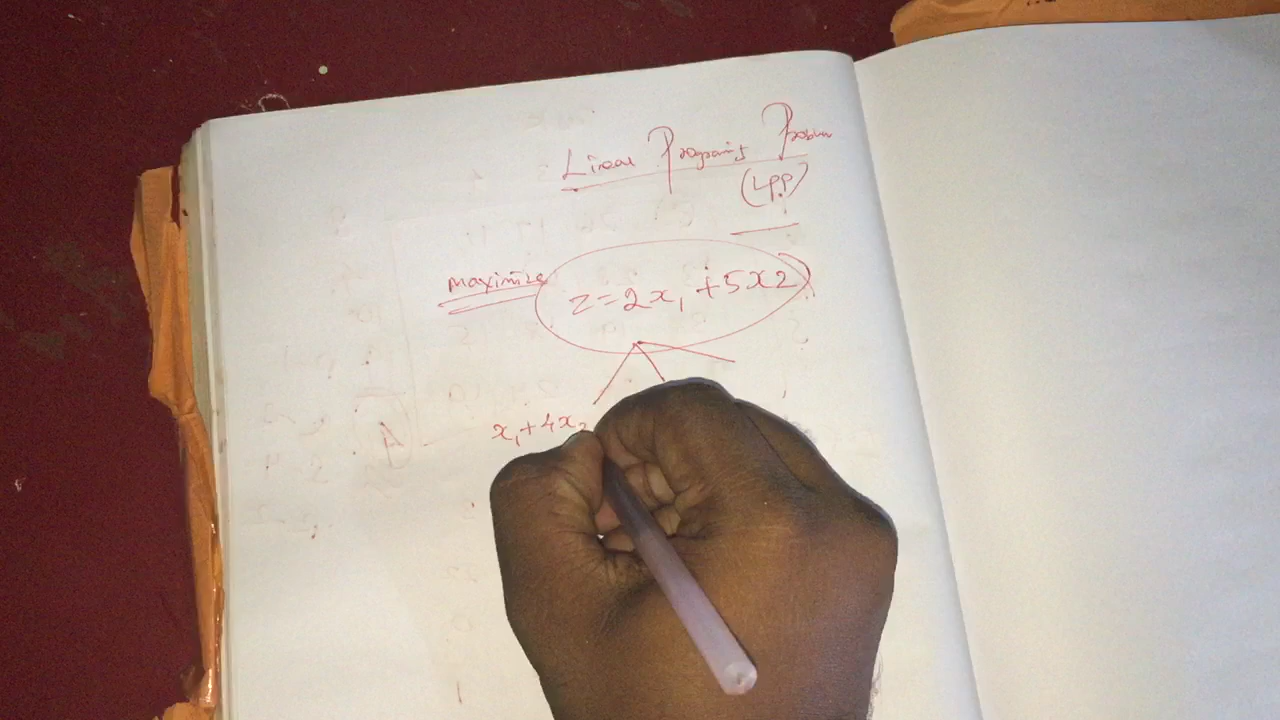 Linear Programing Problem
(LPP)
Maximize Z=2x₁ +5x2
x₁+4x₂